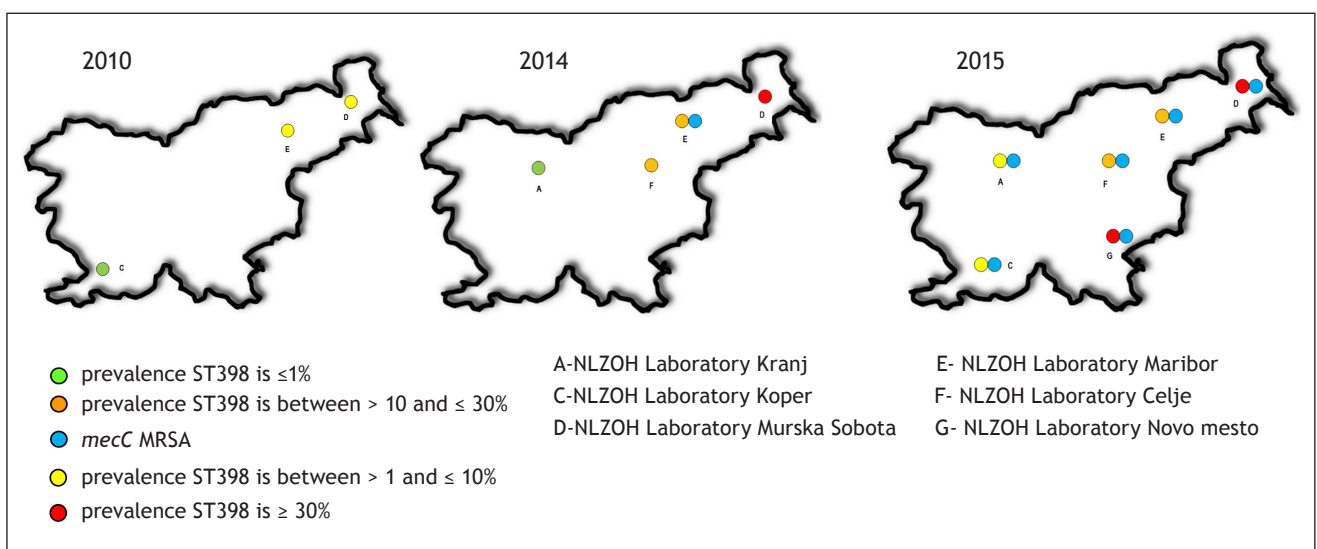 2010
D
E
C
2014
D
E
F
A
2015
D
E
A
F
G
C
prevalence ST398 is ≤1%
prevalence ST398 is between > 10 and ≤ 30%
mecC MRSA
prevalence ST398 is between > 1 and ≤ 10%
prevalence ST398 is ≥ 30%
A-NLZOH Laboratory Kranj
C-NLZOH Laboratory Koper
D-NLZOH Laboratory Murska Sobota
E- NLZOH Laboratory Maribor
F- NLZOH Laboratory Celje
G- NLZOH Laboratory Novo mesto